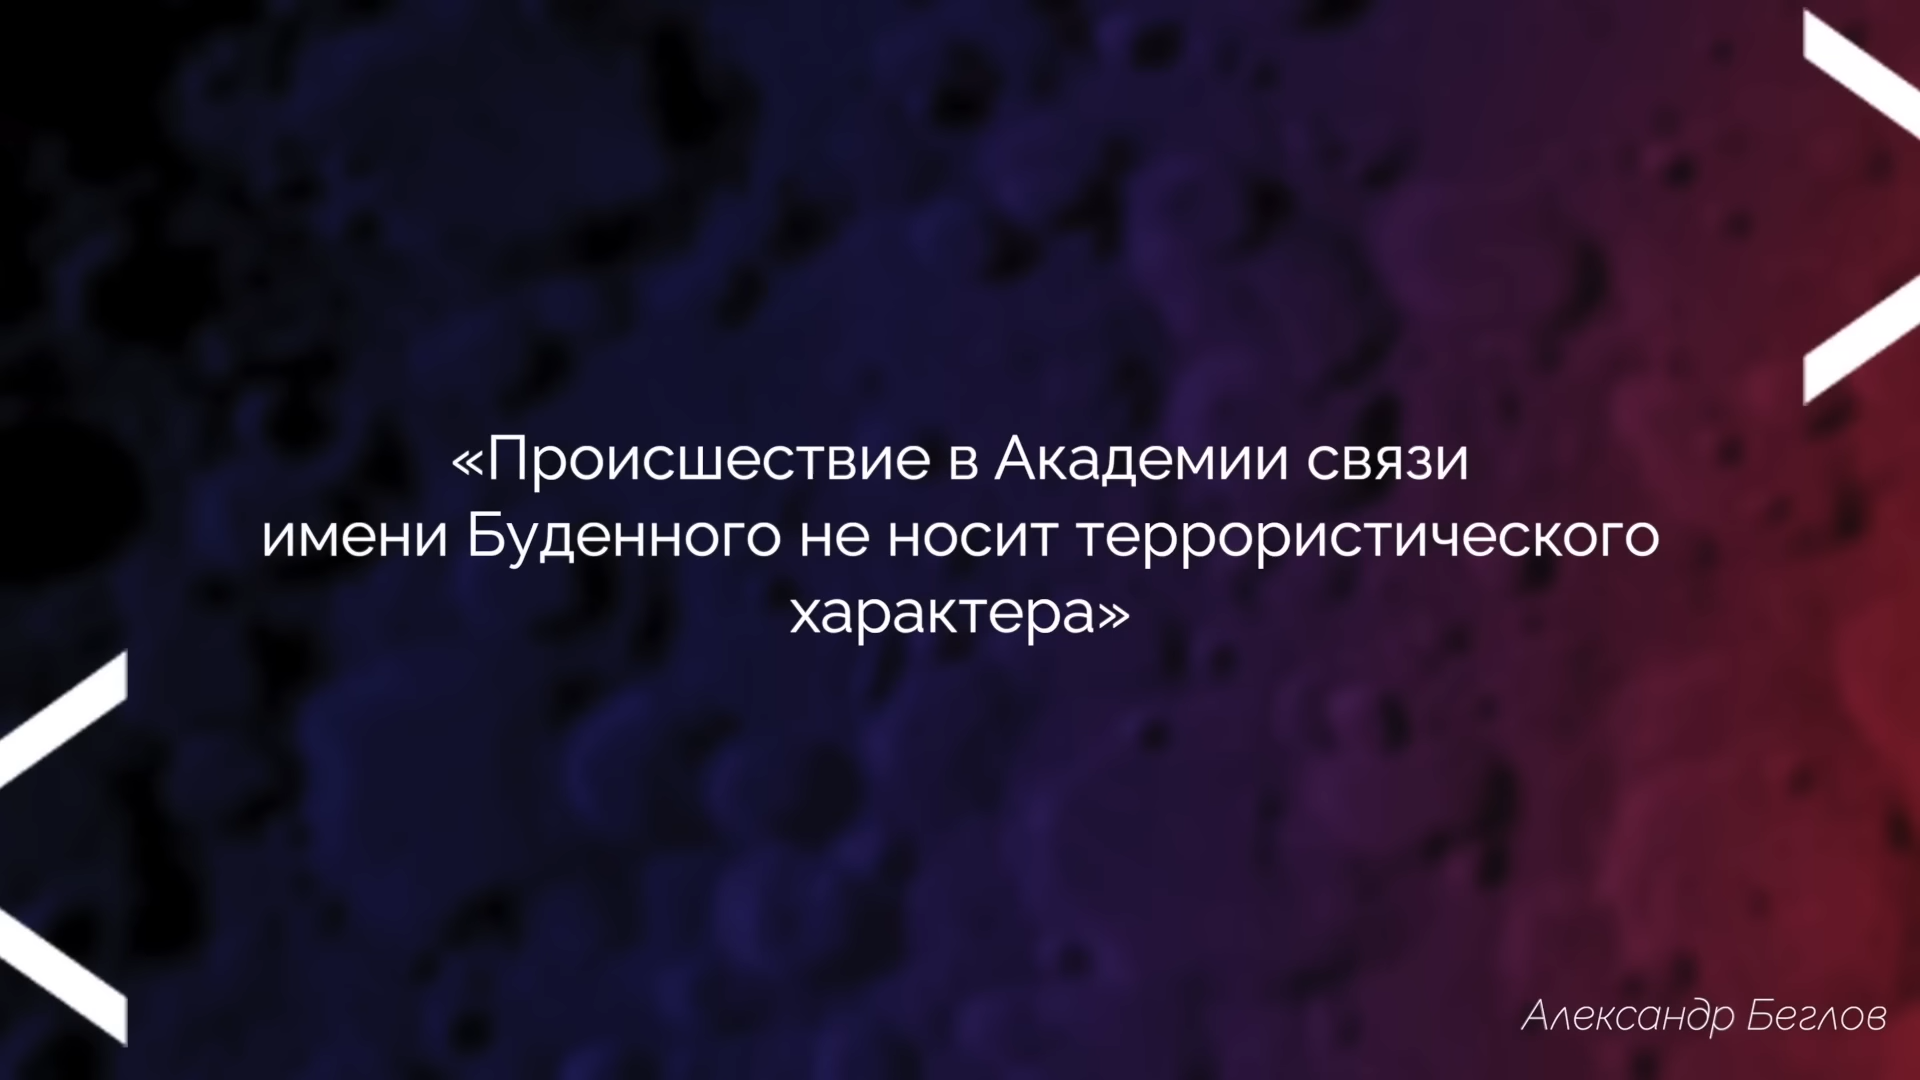 «Происшествие в Академии связи
имени Буденного не носит террористического
характера»
Александр Беглов